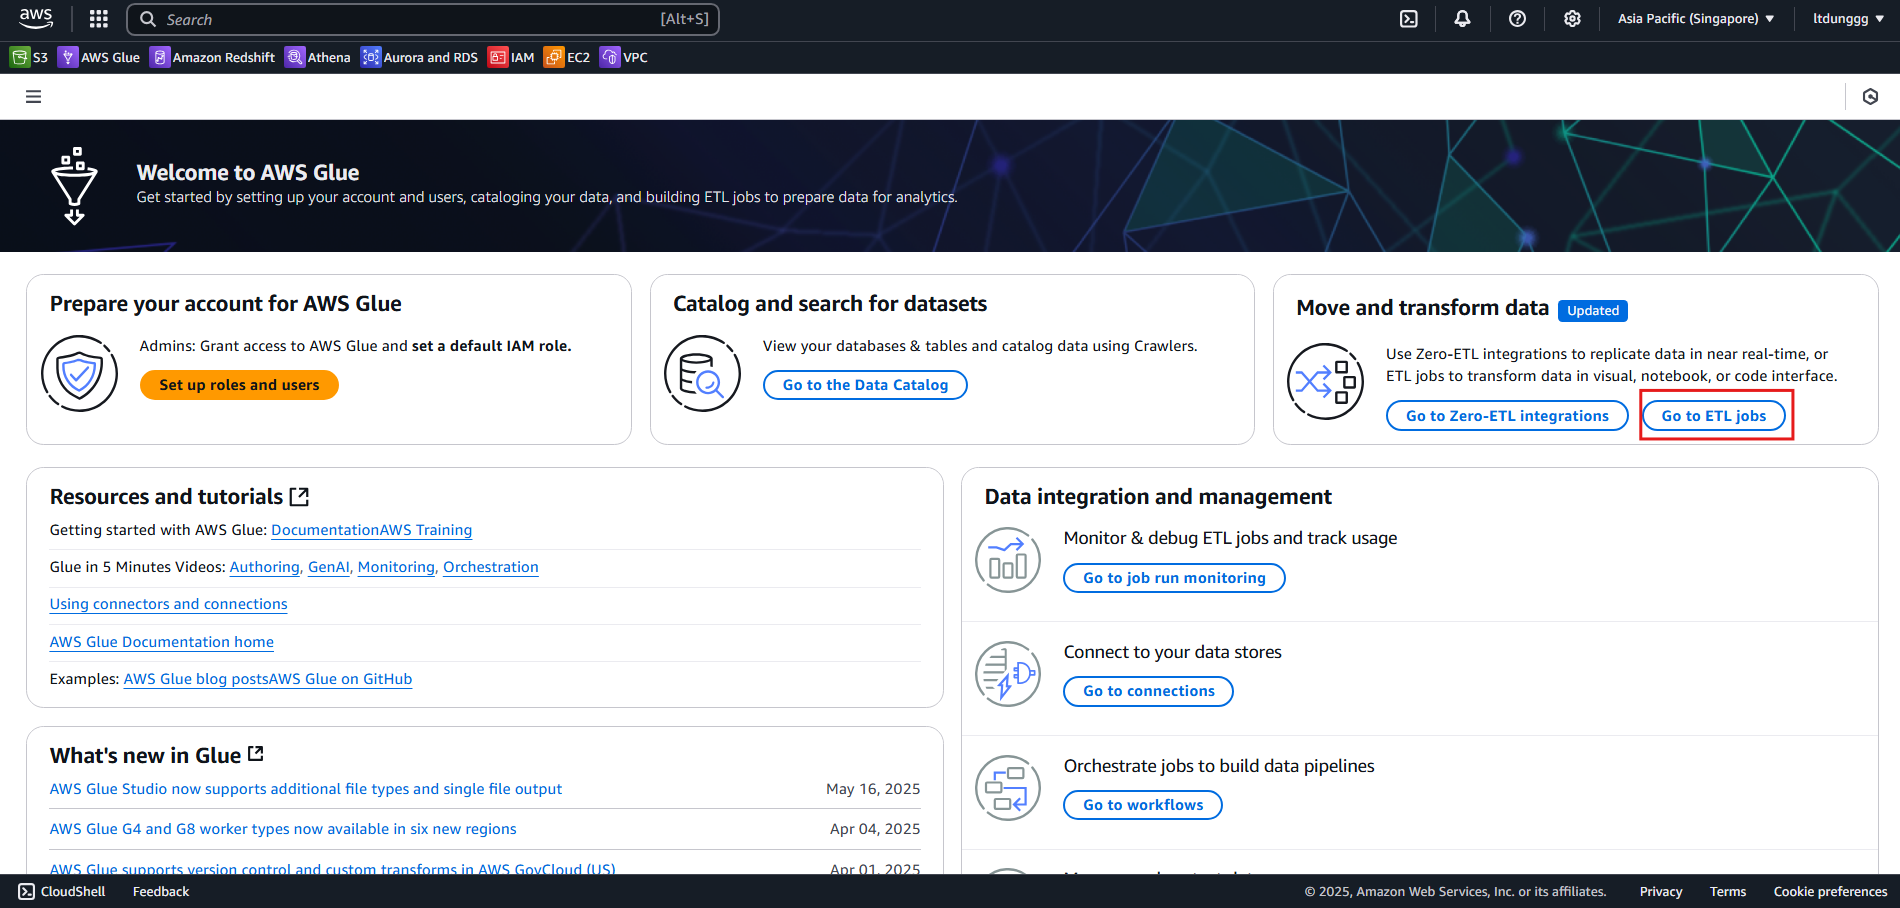 aws
Search
[Alt+S]
Asia Pacific (Singapore)
ltdunggg
S3
AWS Glue
Amazon Redshift
Athena
Aurora and RDS
IAM
EC2
VPC
Welcome to AWS Glue
Get started by setting up your account and users, cataloging your data, and building ETL jobs to prepare data for analytics.
Prepare your account for AWS Glue
Admins: Grant access to AWS Glue and set a default IAM role.
Set up roles and users
Catalog and search for datasets
View your databases & tables and catalog data using Crawlers.
Go to the Data Catalog
Move and transform data
Updated
Use Zero-ETL integrations to replicate data in near real-time, or
ETL jobs to transform data in visual, notebook, or code interface.
Go to Zero-ETL integrations
Go to ETL jobs
Resources and tutorials
Getting started with AWS Glue: DocumentationAWS Training
Glue in 5 Minutes Videos: Authoring, GenAI, Monitoring, Orchestration
Using connectors and connections
AWS Glue Documentation home
Examples: AWS Glue blog postsAWS Glue on GitHub
What's new in Glue
AWS Glue Studio now supports additional file types and single file output
May 16, 2025
AWS Glue G4 and G8 worker types now available in six new regions
Apr 04, 2025
AWS Glue supports version control and custom transforms in AWS GovCloud (US)
Apr 01, 2025
Data integration and management
Monitor & debug ETL jobs and track usage
Go to job run monitoring
Connect to your data stores
Go to connections
Orchestrate jobs to build data pipelines
Go to workflows
CloudShell
Feedback
© 2025, Amazon Web Services, Inc. or its affiliates.
Privacy
Terms
Cookie preferences